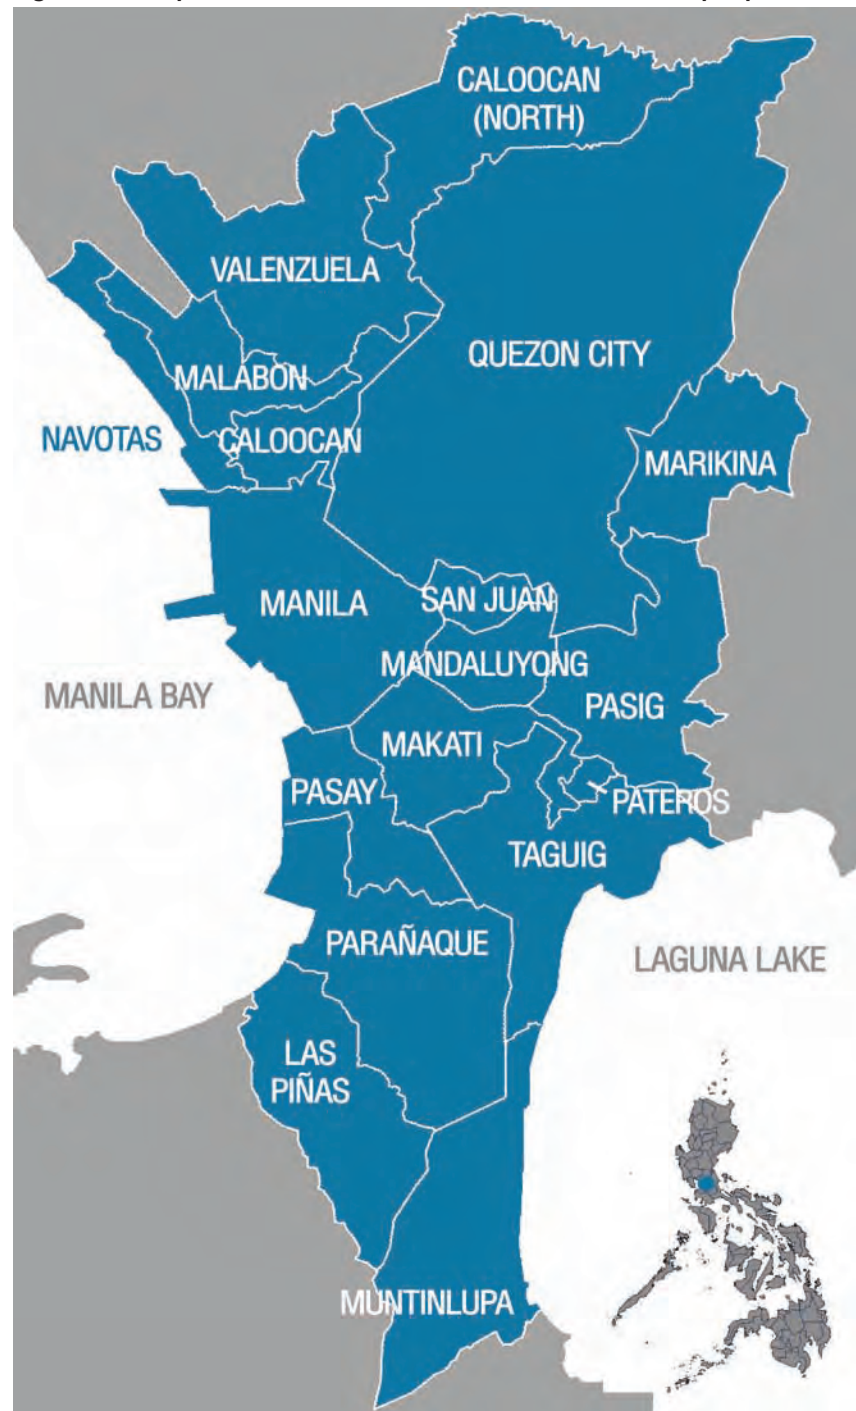 CALOOCAN
(NORTH)
VALENZUELA
QUEZON CITY
MALABON
NAVOTAS
CALOOCAN
MARIKINA
MANILA
SAN JUAN
MANDALUYONG
MANILA BAY
PASIG
MAKATI
PASAY
PATEROS
TAGUIG
PARAÑAQUE
LAGUNA LAKE
LAS
PIÑAS
MUNTINLUPA